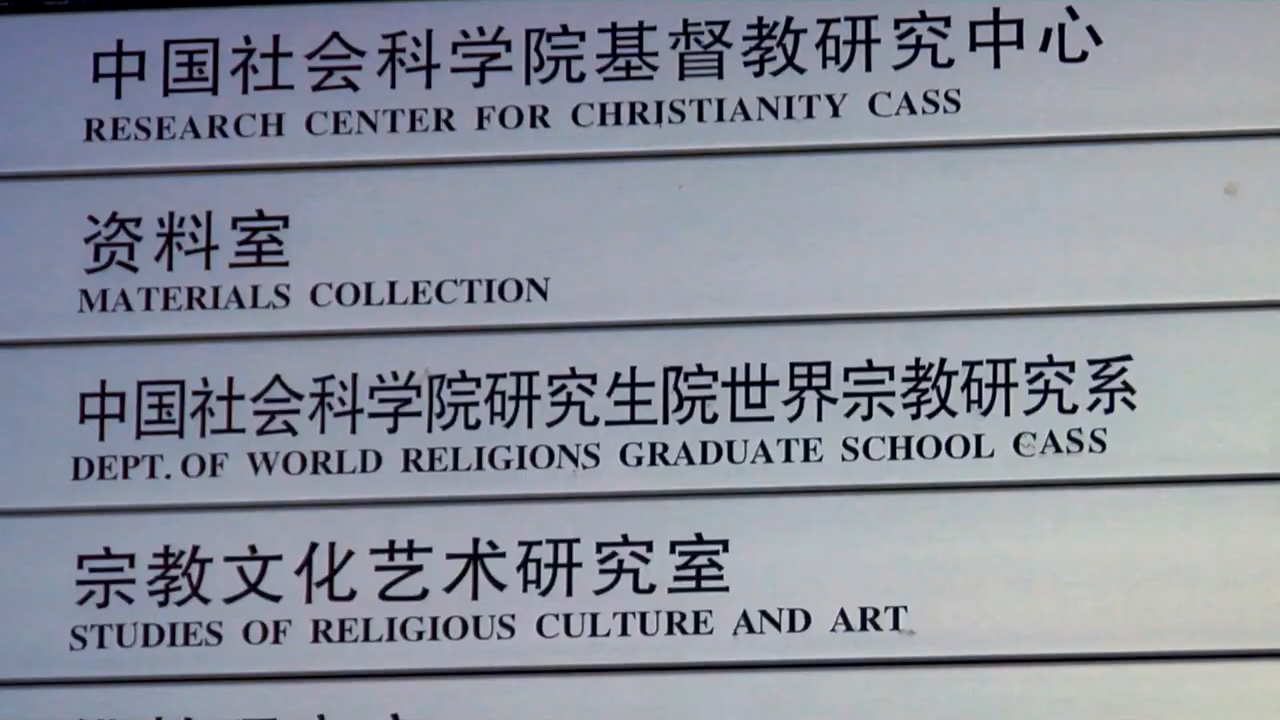 中国社会科学院基督教研究中心
RESEARCH CENTER FOR CHRISTIANITY CASS
资料室
MATERIALS COLLECTION
中国社会科学院研究生院世界宗教研究系
DEPT. OF WORLD RELIGIONS GRADUATE SCHOOL CASS
宗教文化艺术研究室
STUDIES OF RELIGIOUS CULTURE AND ART